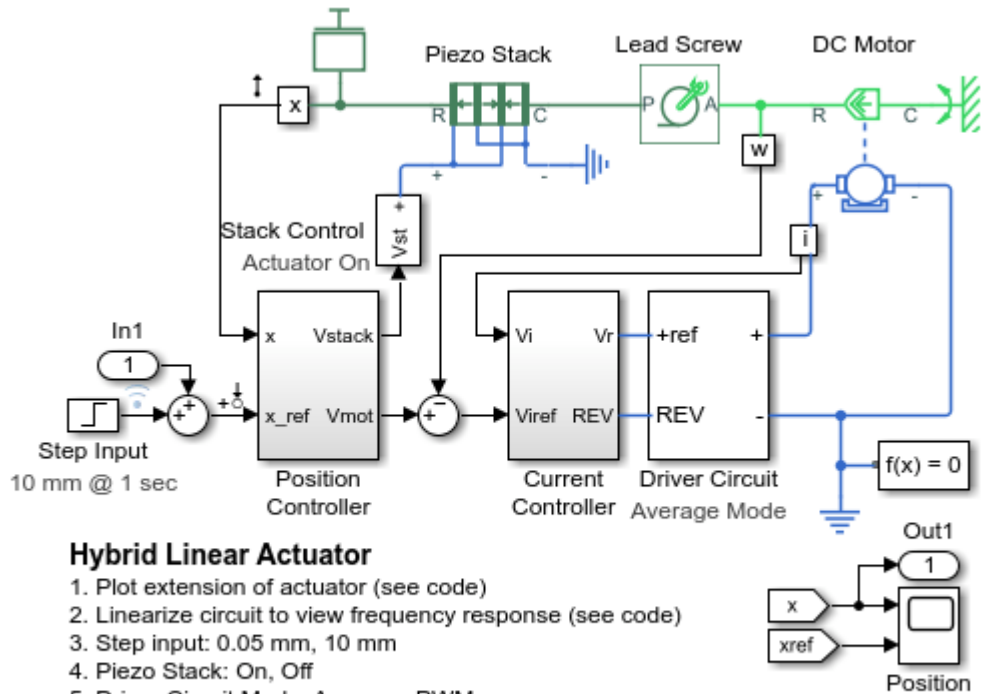 Piezo Stack
Lead Screw
DC Motor
x
R
C
P
A
R
C
w
+
-
+
-
Stack Control
Actuator On
+
Vst
i
In1
1
x
Vstack
Vi
Vr
+ref
+
+
+
+
x_ref
Vmot
+
-
Viref
REV
REV
-
Step Input
10 mm @ 1 sec
Position
Controller
Current
Controller
Driver Circuit
Average Mode
f(x) = 0
Hybrid Linear Actuator
1. Plot extension of actuator (see code)
2. Linearize circuit to view frequency response (see code)
3. Step input: 0.05 mm, 10 mm
4. Piezo Stack: On, Off
Out1
1
x
xref
Position